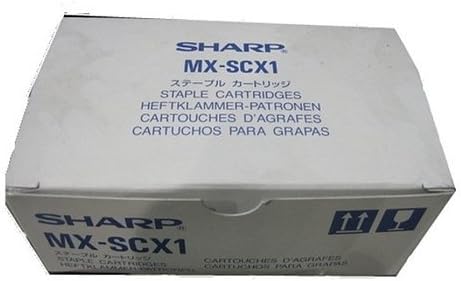 SHARP®
MX-SCX1
ステープル カートリッジ
STAPLE CARTRIDGES
HEFTKLAMMER-PATRONEN
CARTOUCHES D'AGRAFES
CARTUCHOS PARA GRAPAS
SHARP®
MX-SCX1
ステープル カートリッジ
STAPLE CARTRIDGES
HEFTKLAMMER-PATRONEN
CARTOUCHES D'AGRAFES
CARTUCHOS PARA GRAPAS